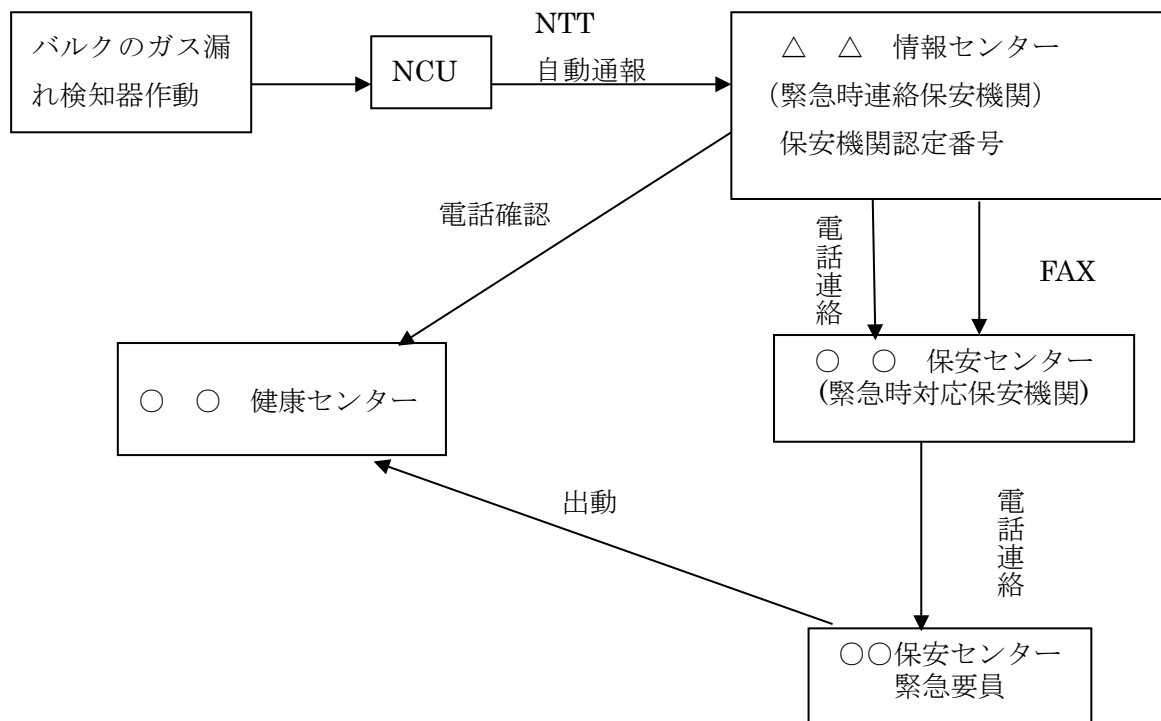 バルクのガス漏
れ検知器作動
NCU
NTT
自動通報
△　△　情報センター
（緊急時連絡保安機関）
保安機関認定番号
電話確認
電話連絡
FAX
○　○　健康センター
○　○　保安センター
(緊急時対応保安機関)
出動
電話連絡
○○保安センター
緊急要員